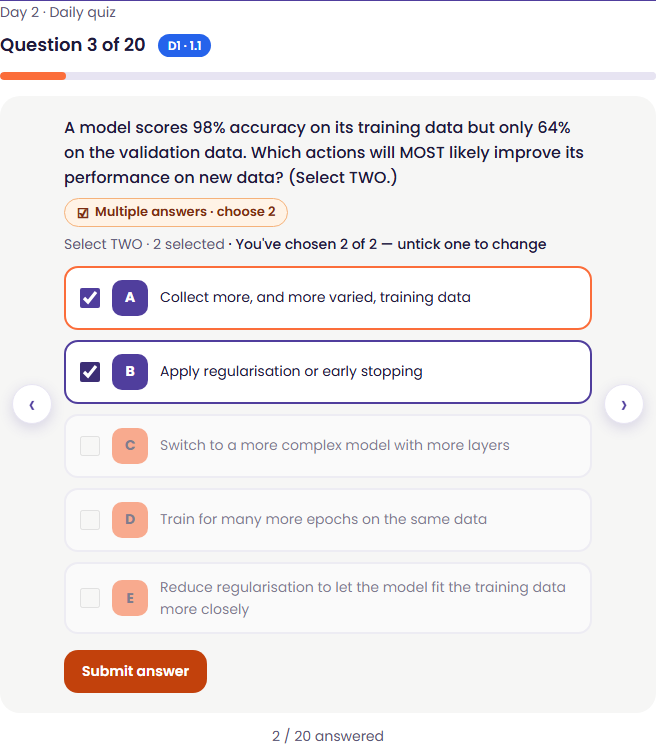 Day 2 · Daily quiz
Question 3 of 20 D1 · 1.1
A model scores 98% accuracy on its training data but only 64%
on the validation data. Which actions will MOST likely improve its
performance on new data? (Select TWO.)
☑ Multiple answers · choose 2
Select TWO · 2 selected · You've chosen 2 of 2 — untick one to change
A Collect more, and more varied, training data
B Apply regularisation or early stopping
C Switch to a more complex model with more layers
D Train for many more epochs on the same data
E Reduce regularisation to let the model fit the training data
more closely
Submit answer
2 / 20 answered